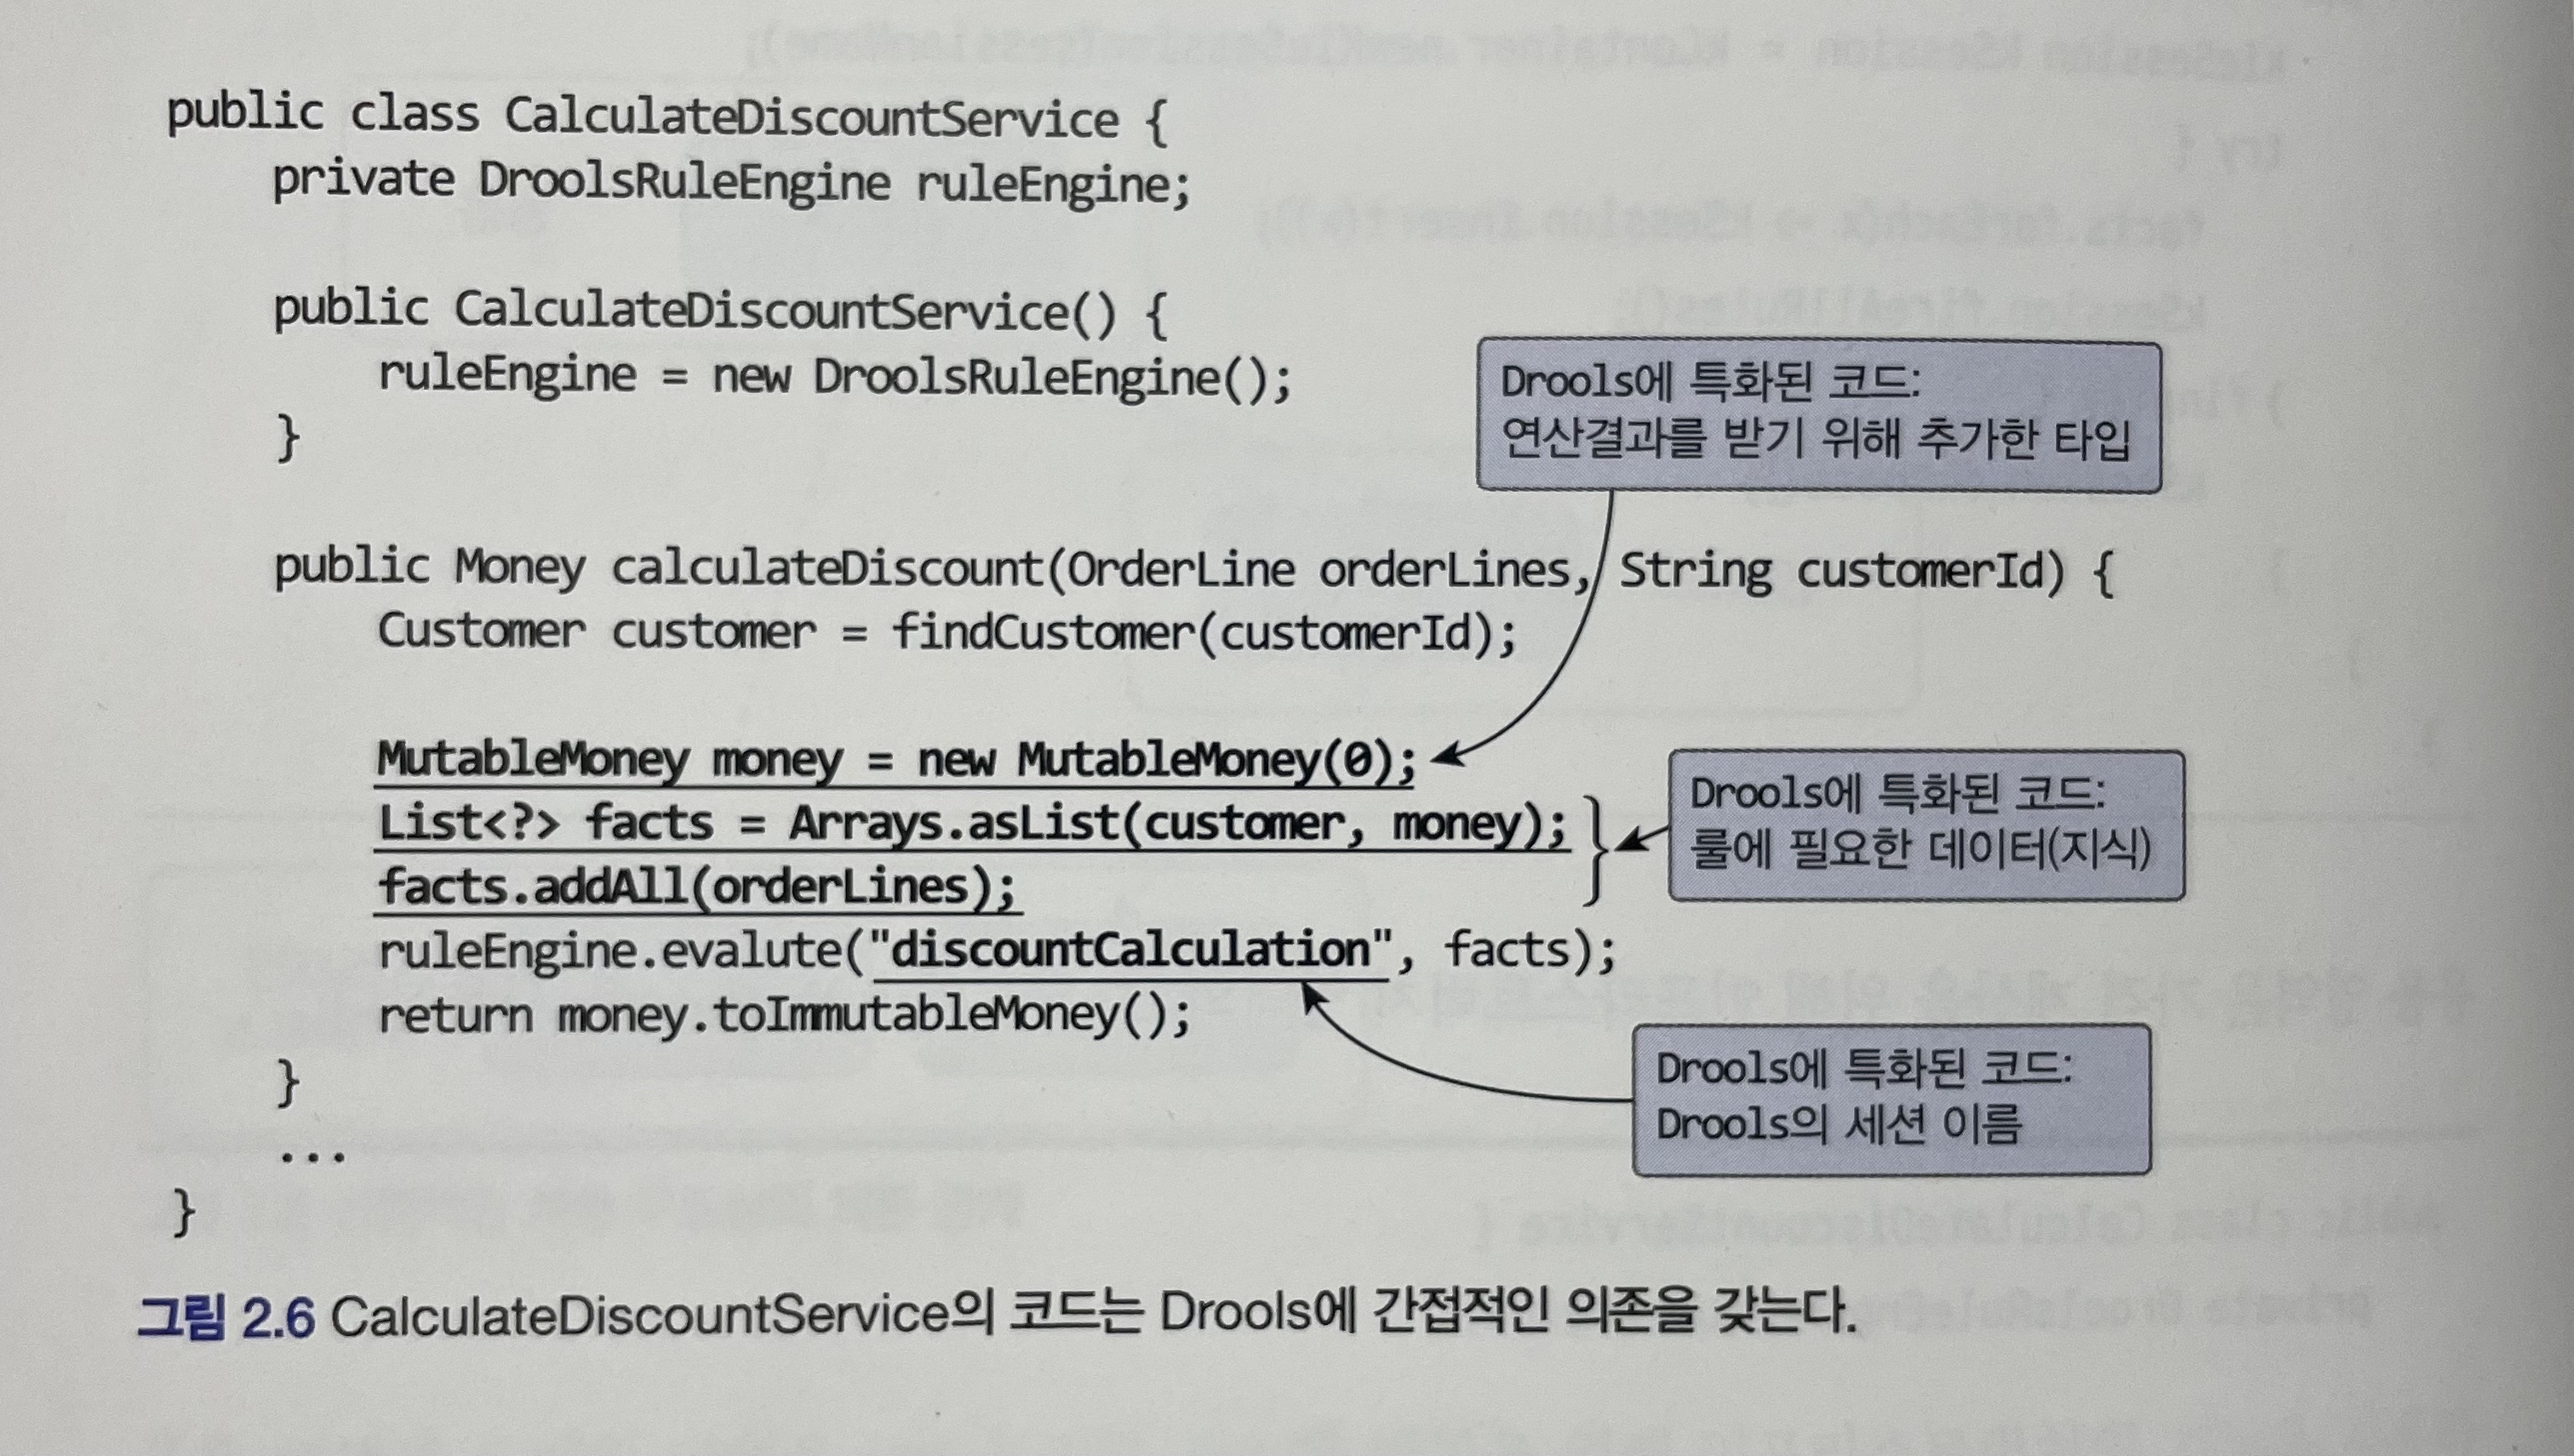 public class CalculateDiscountService {
private DroolsRuleEngine ruleEngine;
public CalculateDiscountService() {
ruleEngine = new DroolsRuleEngine();
}
Drools에 특화된 코드:
연산결과를 받기 위해 추가한 타입
public Money calculateDiscount(OrderLine orderLines, String customerId) {
Customer customer = findCustomer(customerId);
MutableMoney money = new MutableMoney(0);
List<?> facts = Arrays.asList(customer, money);
facts.addAll(orderLines);
Drools에 특화된 코드:
룰에 필요한 데이터(지식)
ruleEngine.evalute("discountCalculation", facts);
return money.toImmutableMoney();
}
Drools에 특화된 코드:
Drools의 세션 이름
...
}
그림 2.6 CalculateDiscountService의 코드는 Drools에 간접적인 의존을 갖는다.